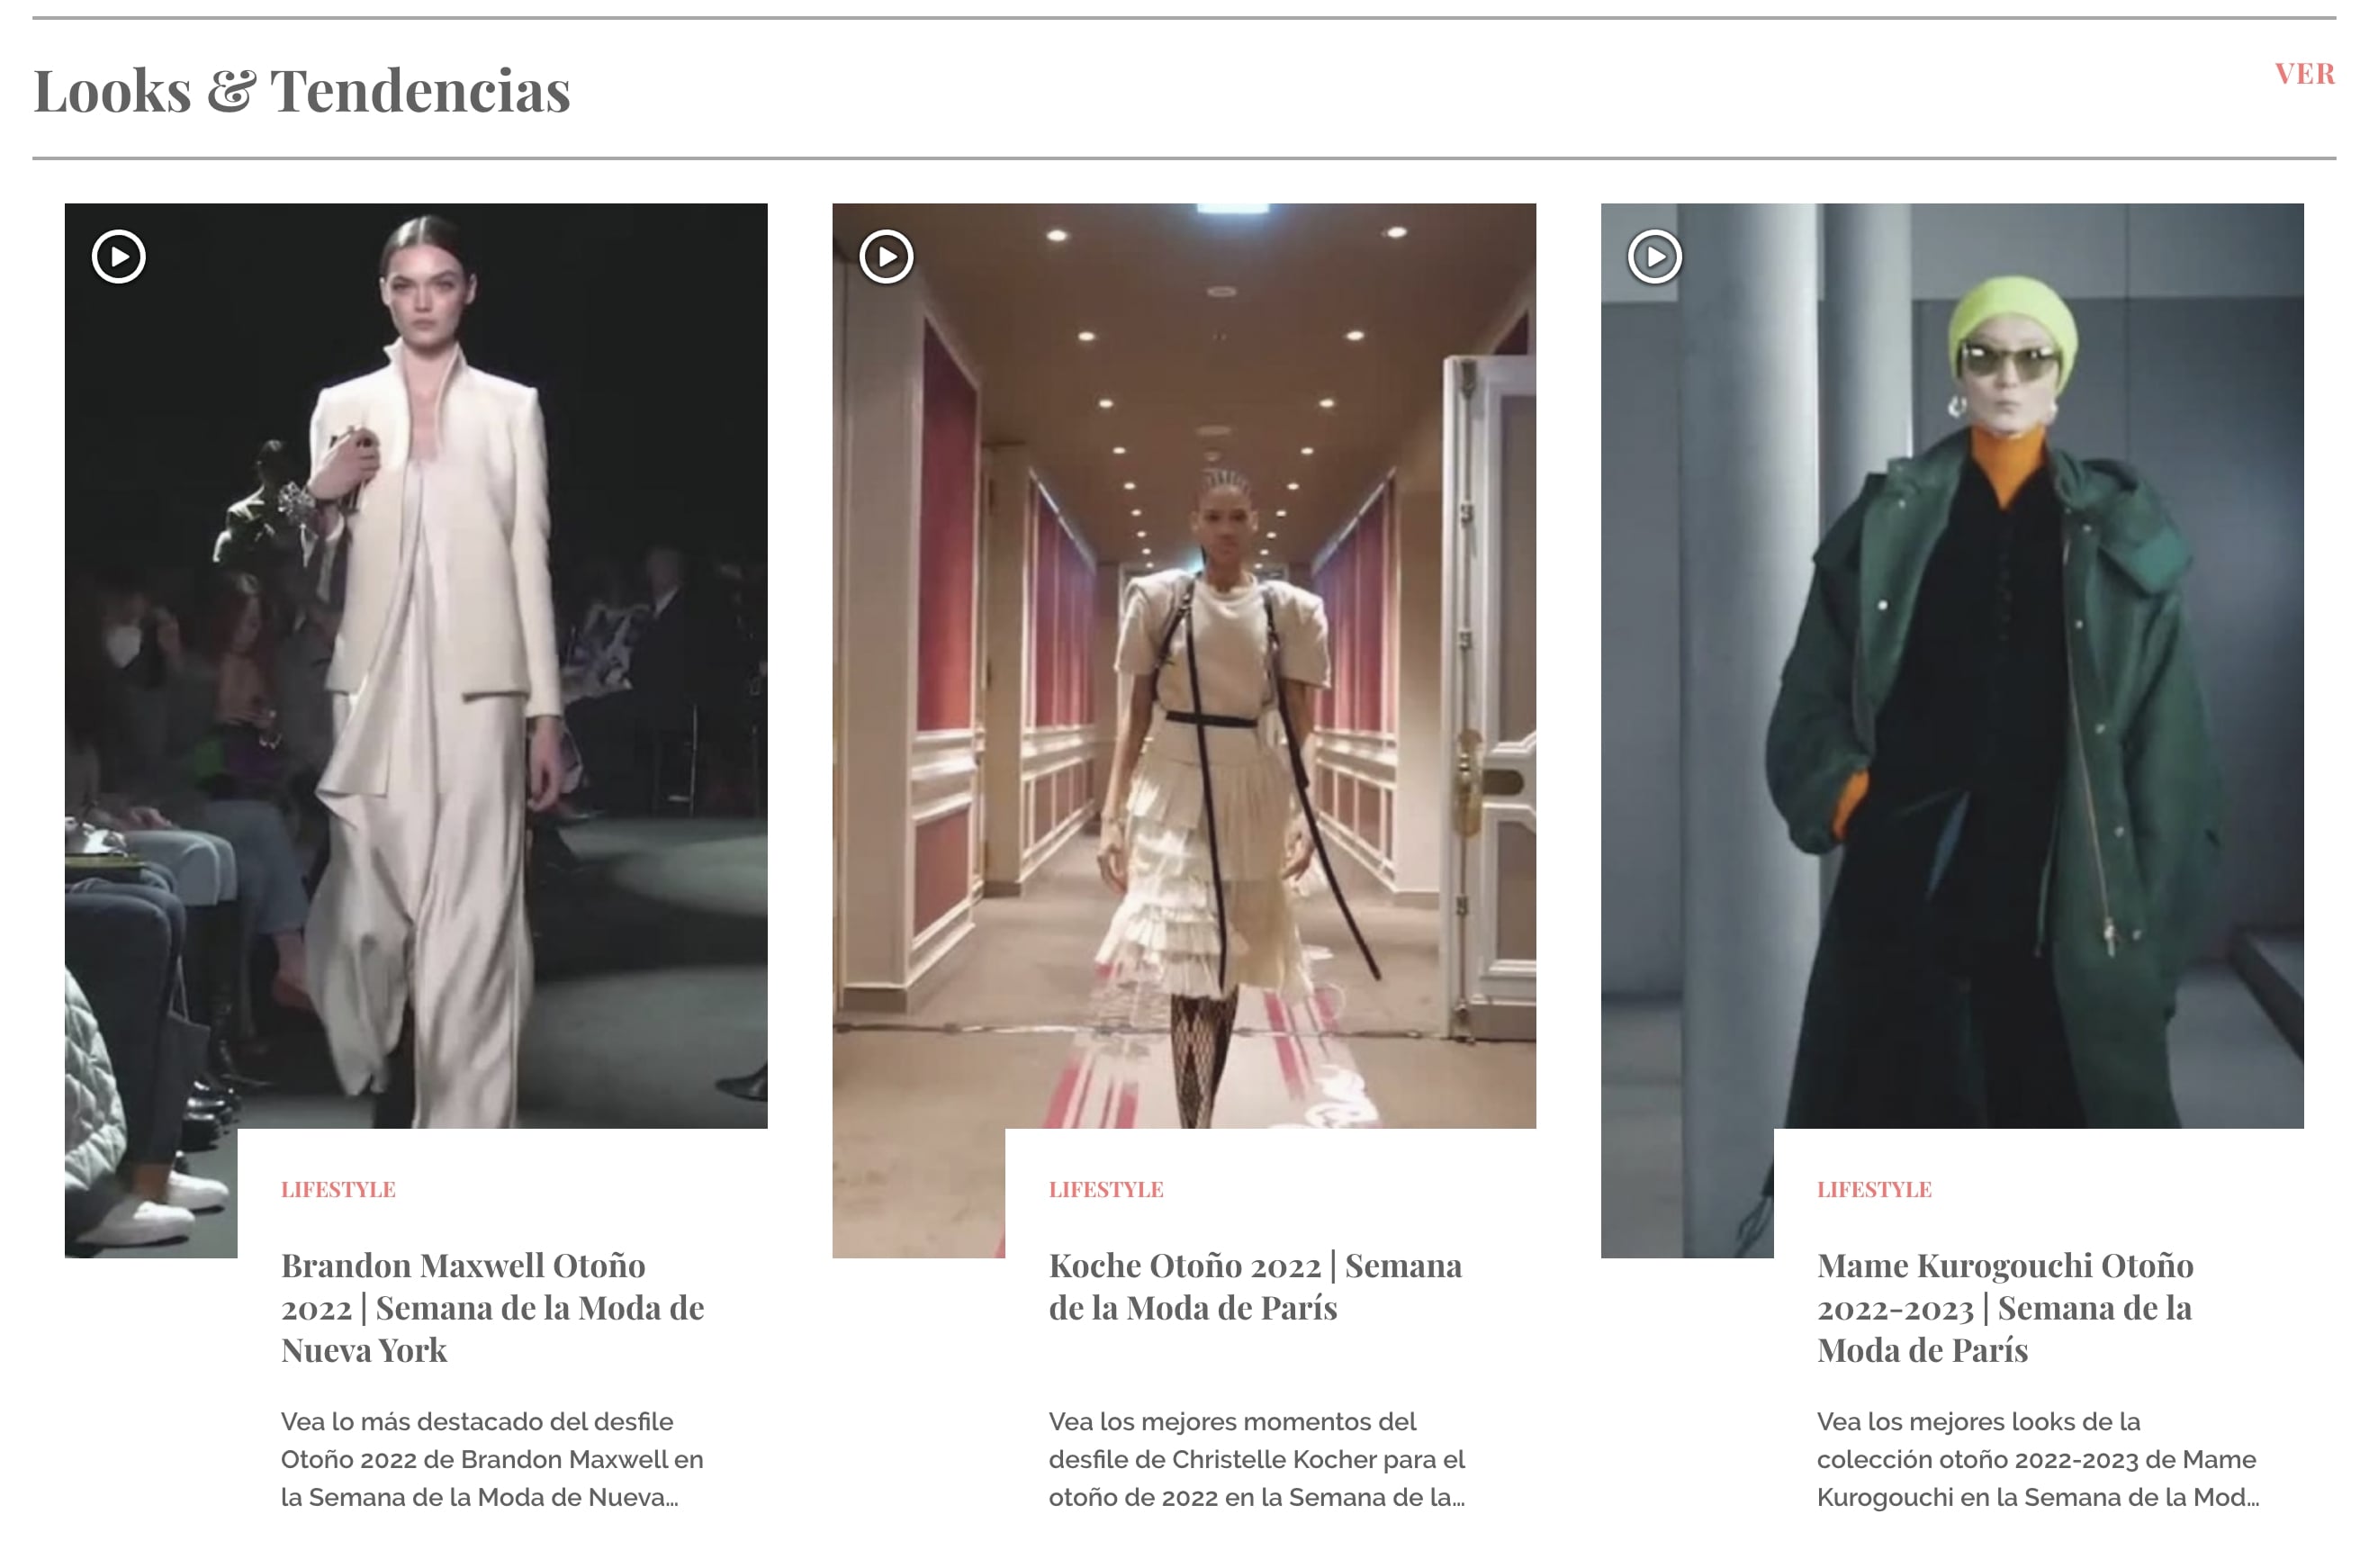 Looks & Tendencias
VER
LIFESTYLE
Brandon Maxwell Otoño
2022 | Semana de la Moda de
Nueva York
Vea lo más destacado del desfile
Otoño 2022 de Brandon Maxwell en
la Semana de la Moda de Nueva...
LIFESTYLE
Koche Otoño 2022 | Semana
de la Moda de París
Vea los mejores momentos del
desfile de Christelle Kocher para el
otoño de 2022 en la Semana de la...
LIFESTYLE
Mame Kurogouchi Otoño
2022-2023 | Semana de la
Moda de París
Vea los mejores looks de la
colección otoño 2022-2023 de Mame
Kurogouchi en la Semana de la Mod...